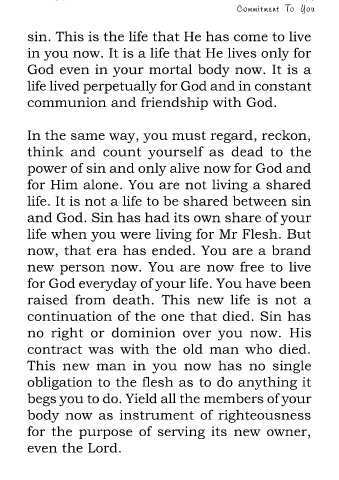 Commitment To You
sin. This is the life that He has come to live
in you now. It is a life that He lives only for
God even in your mortal body now. It is a
life lived perpetually for God and in constant
communion and friendship with God.
In the same way, you must regard, reckon,
think and count yourself as dead to the
power of sin and only alive now for God and
for Him alone. You are not living a shared
life. It is not a life to be shared between sin
and God. Sin has had its own share of your
life when you were living for Mr Flesh. But
now, that era has ended. You are a brand
new person now. You are now free to live
for God everyday of your life. You have been
raised from death. This new life is not a
continuation of the one that died. Sin has
no right or dominion over you now. His
contract was with the old man who died.
This new man in you now has no single
obligation to the flesh as to do anything it
begs you to do. Yield all the members of your
body now as instrument of righteousness
for the purpose of serving its new owner,
even the Lord.